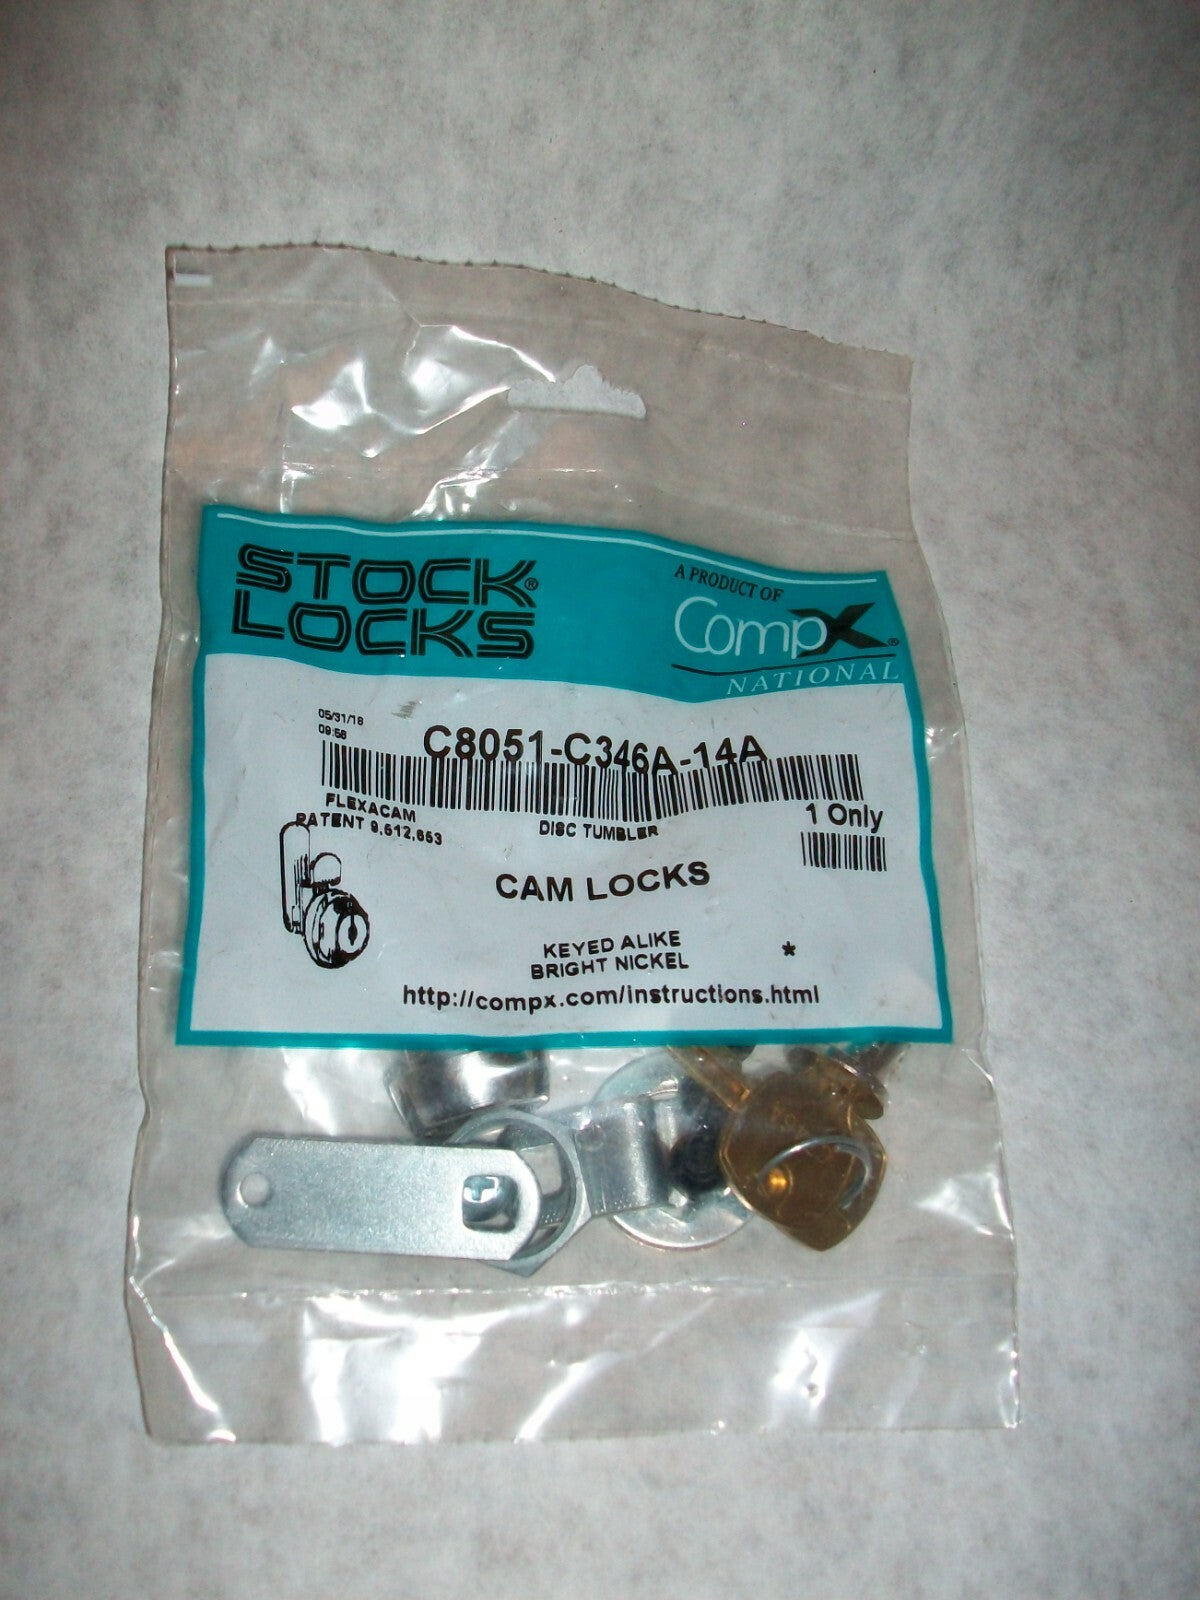 STOCK®
LOCKS
A PRODUCT OF
CompX®
NATIONAL
05/31/18
09:58
C8051-C346A-14A
FLEXACAM
PATENT 9,512,653
DISC TUMBLER
1 Only
CAM LOCKS
KEYED ALIKE
BRIGHT NICKEL
*
http://compx.com/instructions.html